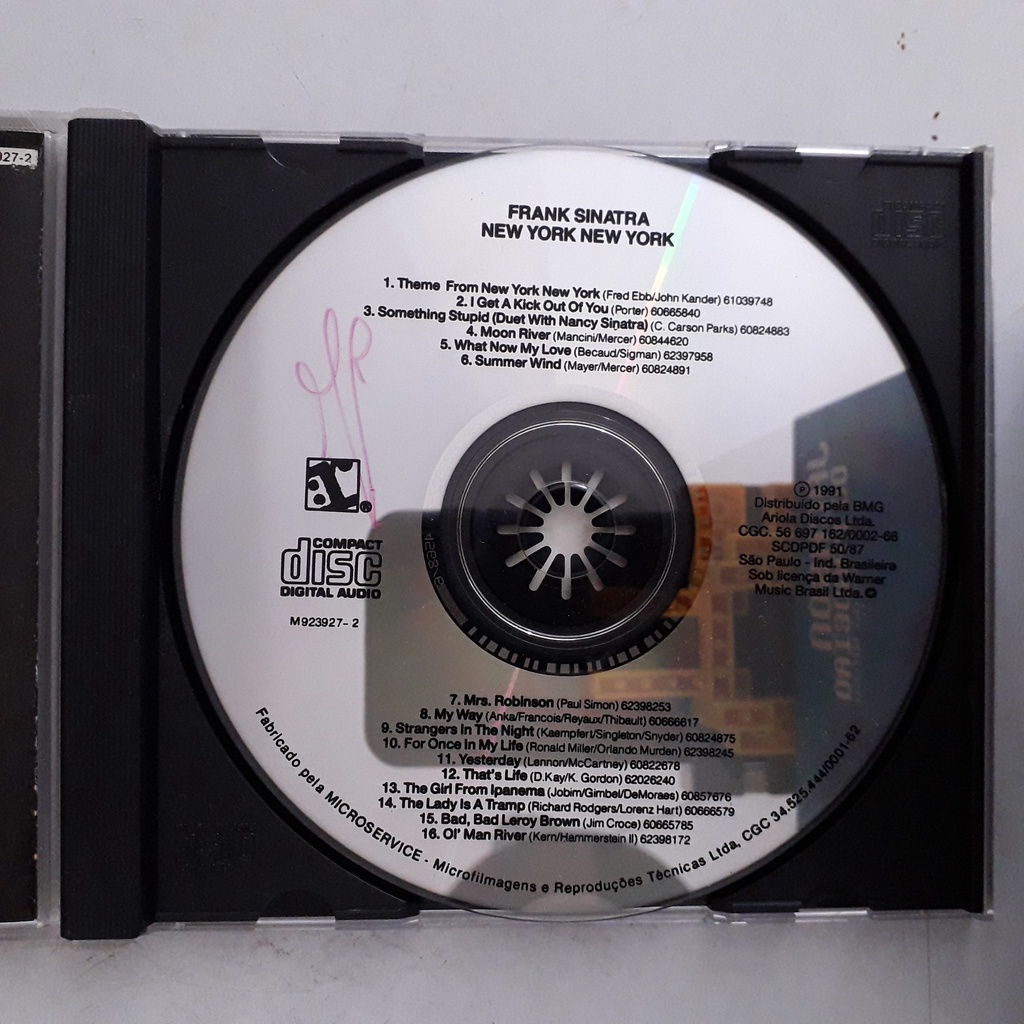 927-2
FRANK SINATRA
NEW YORK NEW YORK
1. Theme From New York New York (Fred Ebb/John Kander) 61039748
2. I Get A Kick Out Of You (Porter) 60665840
3. Something Stupid (Duet With Nancy Sinatra) (C. Carson Parks) 60824883
4. Moon River (Mancini/Mercer) 60844620
5. What Now My Love (Becaud/Sigman) 62397958
6. Summer Wind (Mayer/Mercer) 60824891
®
COMPACT
disc
DIGITAL AUDIO
M923927-2
℗ 1991
Distribuído pela BMG
Ariola Discos Ltda.
CGC. 56 697 162/0002-66
SCDPDF 50/87
São Paulo - Ind. Brasileira
Sob licença da Warner
Music Brasil Ltda.
7. Mrs. Robinson (Paul Simon) 62398253
8. My Way (Anka/Francois/Reyaux/Thibault) 60666617
9. Strangers In The Night (Kaempfert/Singleton/Snyder) 60824875
10. For Once In My Life (Ronald Miller/Orlando Murden) 62398245
11. Yesterday (Lennon/McCartney) 60822678
12. That's Life (D.Kay/K. Gordon) 62026240
13. The Girl From Ipanema (Jobim/Gimbel/DeMoraes) 60857676
14. The Lady Is A Tramp (Richard Rodgers/Lorenz Hart) 60666579
15. Bad, Bad Leroy Brown (Jim Croce) 60665785
16. Ol' Man River (Kern/Hammerstein II) 62398172
Fabricado pela MICROSERVICE - Microfilmagens e Reproduções Técnicas Ltda, CGC 34.525.444/0001-62
disc